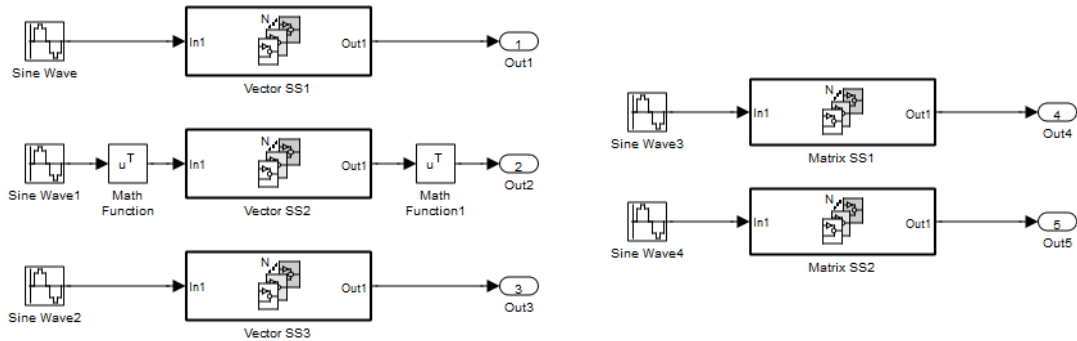 N
In1
Out1
1
Sine Wave
Vector SS1
Out1
N
u^T
In1
Out1
u^T
2
Sine Wave1
Math
Function
Vector SS2
Math
Function1
Out2
N
In1
Out1
3
Sine Wave2
Vector SS3
Out3
N
In1
Out1
4
Sine Wave3
Matrix SS1
Out4
N
In1
Out1
5
Sine Wave4
Matrix SS2
Out5